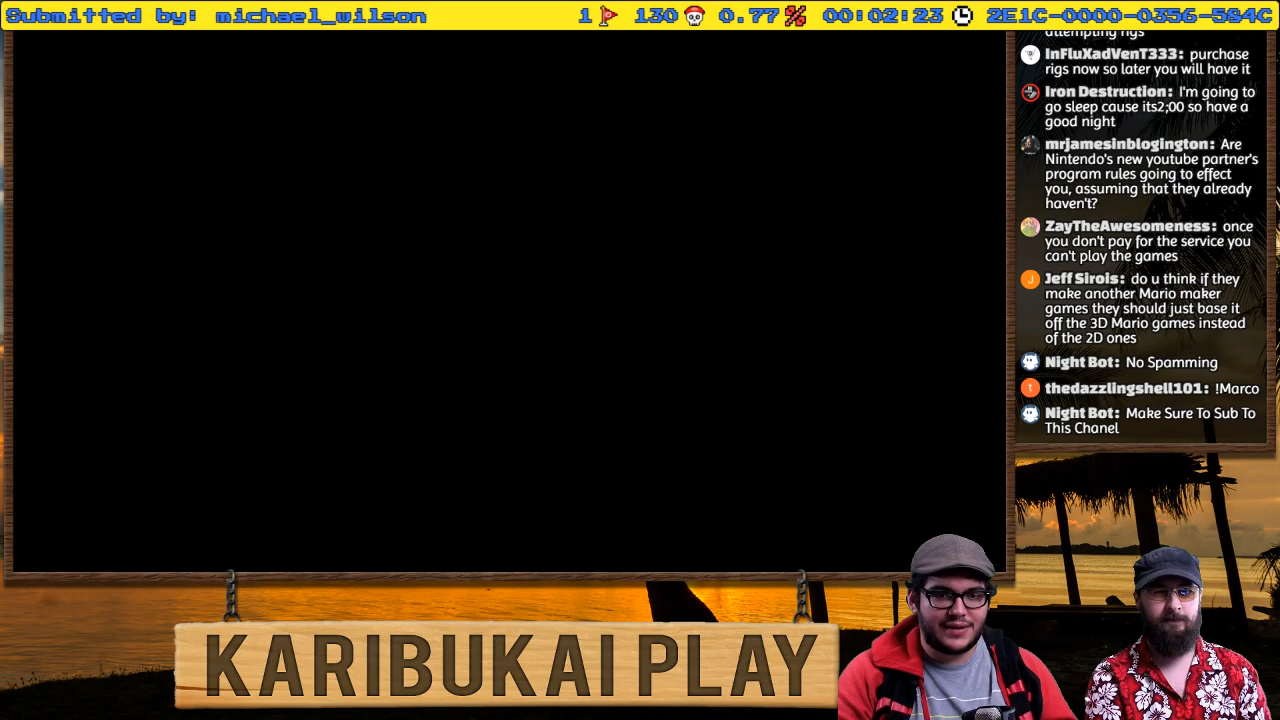 Submitted by: michael_wilson 1 130 0.77% 00:02:23 2E1C-0000-0356-584C
attempting rigs
InFluXadVenT333: purchase
rigs now so later you will have it
Iron Destruction: I'm going to
go sleep cause its2;00 so have a
good night
mrjamesinblogington: Are
Nintendo's new youtube partner's
program rules going to effect
you, assuming that they already
haven't?
ZayTheAwesomeness: once
you don't pay for the service you
can't play the games
J
Jeff Sirois: do u think if they
make another Mario maker
games they should just base it
off the 3D Mario games instead
of the 2D ones
Night Bot: No Spamming
t
thedazzlingshell101: !Marco
Night Bot: Make Sure To Sub To
This Chanel
KARIBUKAI PLAY